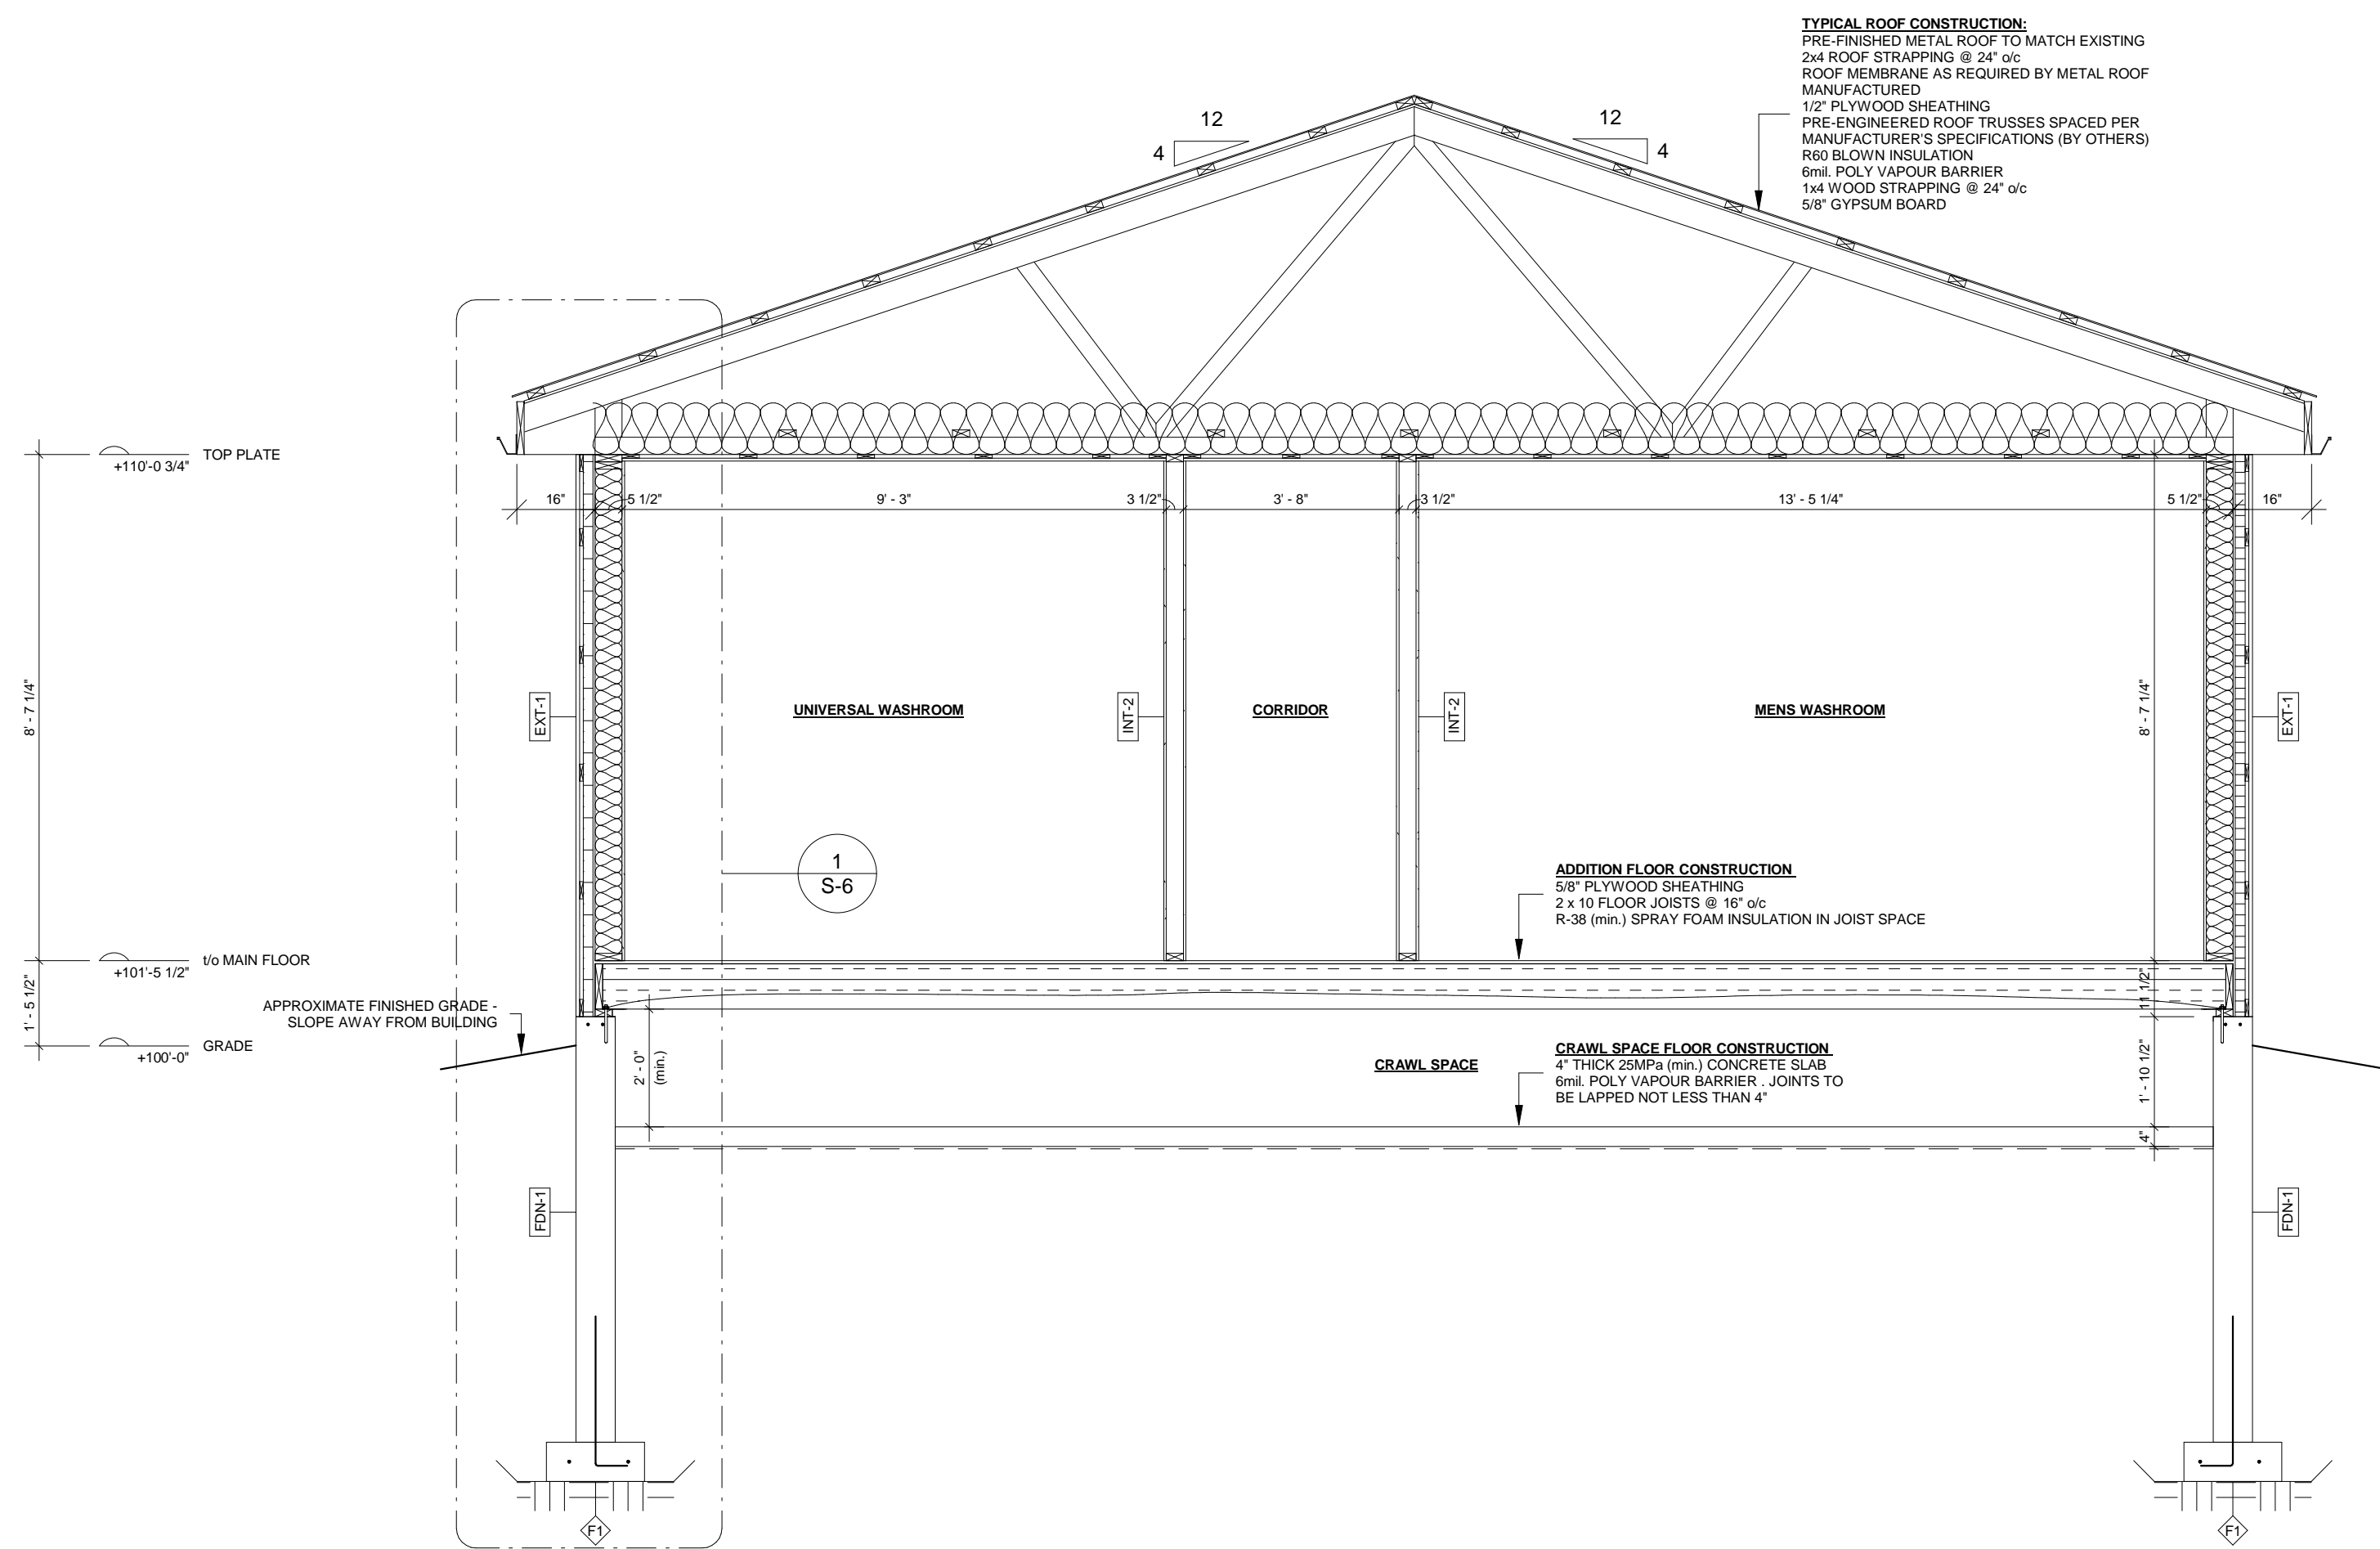 TYPICAL ROOF CONSTRUCTION:
PRE-FINISHED METAL ROOF TO MATCH EXISTING
2x4 ROOF STRAPPING @ 24" o/c
ROOF MEMBRANE AS REQUIRED BY METAL ROOF
MANUFACTURED
1/2" PLYWOOD SHEATHING
PRE-ENGINEERED ROOF TRUSSES SPACED PER
MANUFACTURER'S SPECIFICATIONS (BY OTHERS)
R60 BLOWN INSULATION
6mil. POLY VAPOUR BARRIER
1x4 WOOD STRAPPING @ 24" o/c
5/8" GYPSUM BOARD
12
4
12
4
TOP PLATE
+110'-0 3/4"
16"
5 1/2"
9' - 3"
3 1/2"
3' - 8"
3 1/2"
13' - 5 1/4"
5 1/2"
16"
8' - 7 1/4"
EXT-1
UNIVERSAL WASHROOM
INT-2
CORRIDOR
INT-2
MENS WASHROOM
8' - 7 1/4"
EXT-1
1
S-6
ADDITION FLOOR CONSTRUCTION
5/8" PLYWOOD SHEATHING
2 x 10 FLOOR JOISTS @ 16" o/c
R-38 (min.) SPRAY FOAM INSULATION IN JOIST SPACE
t/o MAIN FLOOR
+101'-5 1/2"
1' - 5 1/2"
11 1/2"
APPROXIMATE FINISHED GRADE -
SLOPE AWAY FROM BUILDING
GRADE
+100'-0"
2' - 0"
(min.)
CRAWL SPACE
CRAWL SPACE FLOOR CONSTRUCTION
4" THICK 25MPa (min.) CONCRETE SLAB
6mil. POLY VAPOUR BARRIER . JOINTS TO
BE LAPPED NOT LESS THAN 4"
1' - 10 1/2"
4"
FDN-1
FDN-1
F1
F1